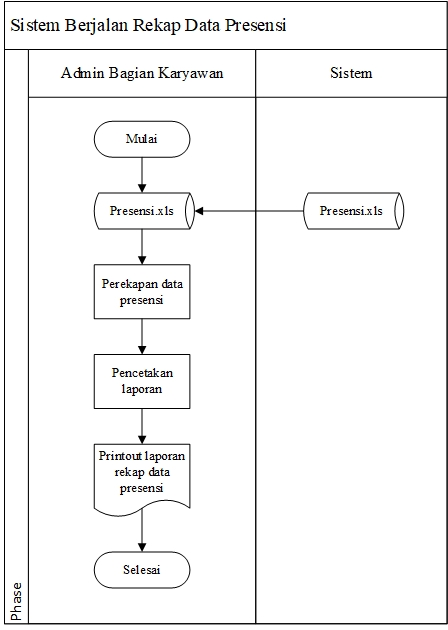 Sistem Berjalan Rekap Data Presensi
Admin Bagian Karyawan
Sistem
Mulai
Presensi.xls
Presensi.xls
Perekapan data
presensi
Pencetakan
laporan
Printout laporan
rekap data
presensi
Selesai
Phase